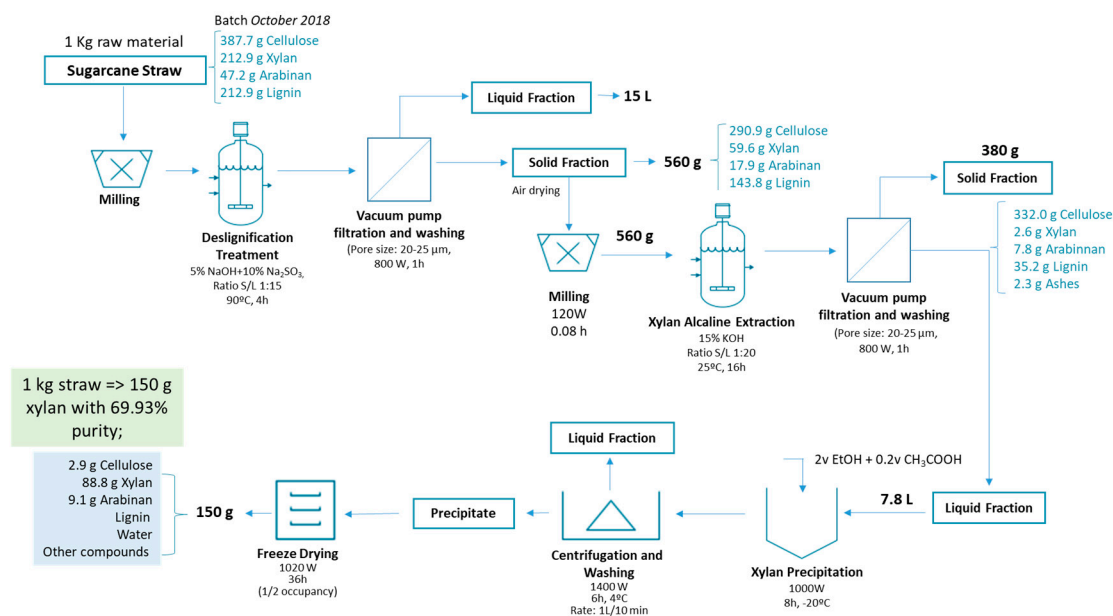 Batch October 2018
1 Kg raw material
Sugarcane Straw
387.7 g Cellulose
212.9 g Xylan
47.2 g Arabinan
212.9 g Lignin
Milling
Deslignification
Treatment
5% NaOH+10% Na₂SO₃,
Ratio S/L 1:15
90ºC, 4h
Vacuum pump
filtration and washing
(Pore size: 20-25 µm,
800 W, 1h
Liquid Fraction
15 L
Solid Fraction
560 g
290.9 g Cellulose
59.6 g Xylan
17.9 g Arabinan
143.8 g Lignin
Air drying
Milling
120W
0.08 h
560 g
Xylan Alcaline Extraction
15% KOH
Ratio S/L 1:20
25ºC, 16h
Vacuum pump
filtration and washing
(Pore size: 20-25 µm,
800 W, 1h
380 g
Solid Fraction
332.0 g Cellulose
2.6 g Xylan
7.8 g Arabinnan
35.2 g Lignin
2.3 g Ashes
Liquid Fraction
7.8 L
2v EtOH + 0.2v CH₃COOH
Xylan Precipitation
1000W
8h, -20ºC
Liquid Fraction
Centrifugation and
Washing
1400 W
6h, 4ºC
Rate: 1L/10 min
Precipitate
Freeze Drying
1020 W
36h
(1/2 occupancy)
150 g
1 kg straw => 150 g
xylan with 69.93%
purity;
2.9 g Cellulose
88.8 g Xylan
9.1 g Arabinan
Lignin
Water
Other compounds